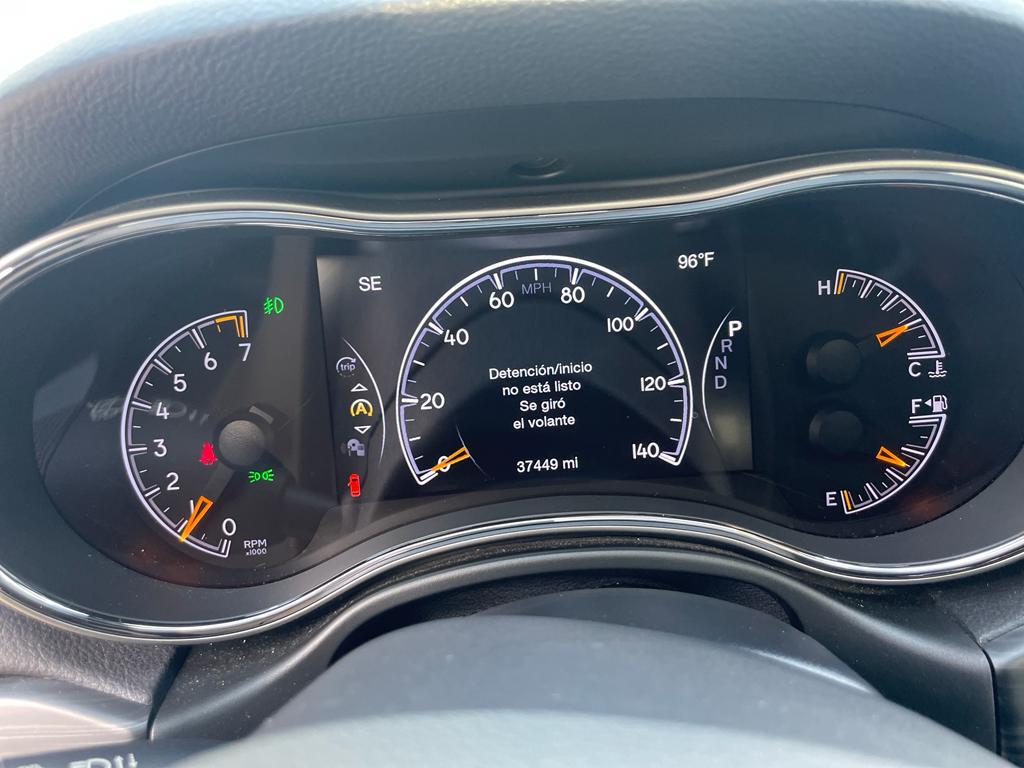 SE
96°F
7
6
5
4
3
2
1
0
RPM
x1000
trip
A
MPH
0
20
40
60
80
100
120
140
Detención/inicio
no está listo
Se giró
el volante
37449 mi
P
R
N
D
H
C
F
E